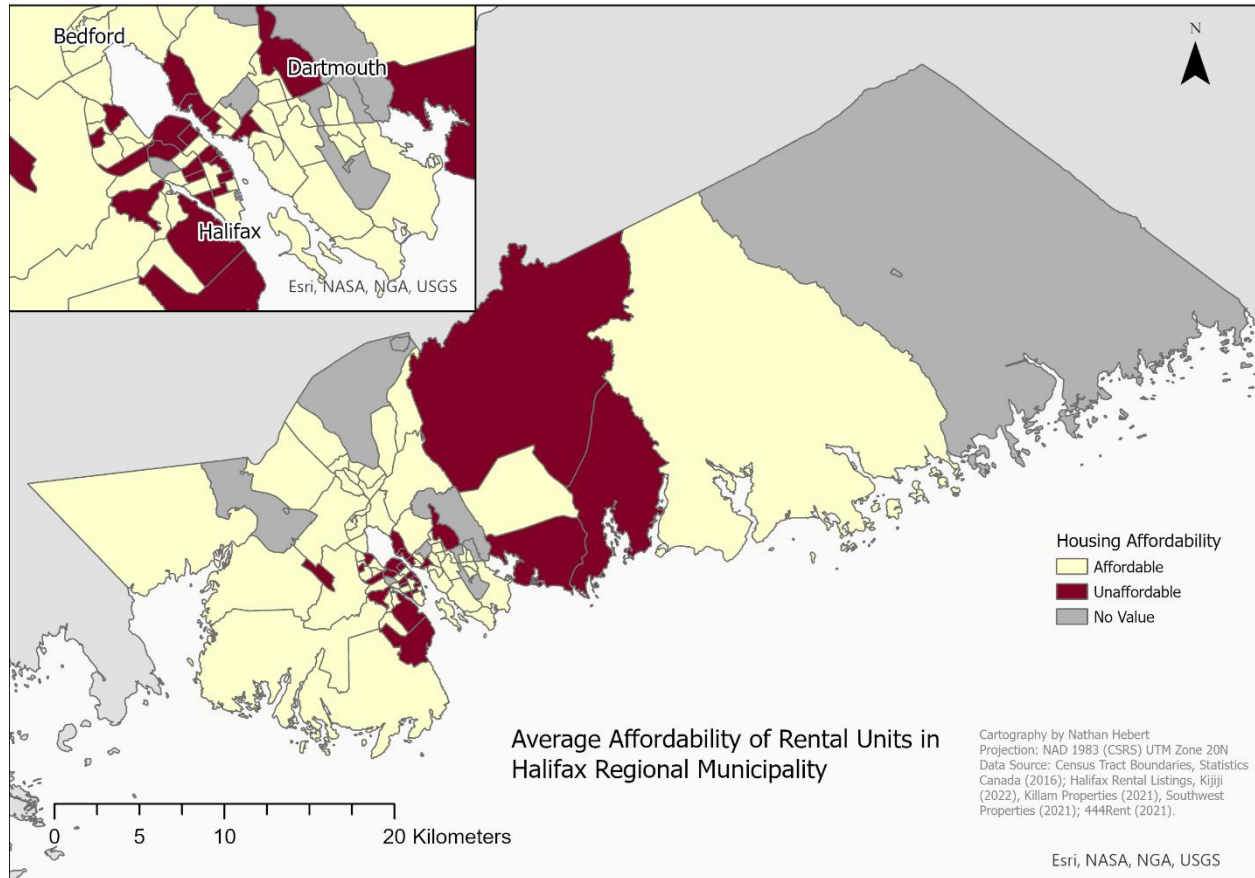 Bedford
Dartmouth
Halifax
Esri, NASA, NGA, USGS
N
Housing Affordability
Affordable
Unaffordable
No Value
Average Affordability of Rental Units in
Halifax Regional Municipality
Cartography by Nathan Hebert
Projection: NAD 1983 (CSRS) UTM Zone 20N
Data Source: Census Tract Boundaries, Statistics
Canada (2016); Halifax Rental Listings, Kijiji
(2022), Killam Properties (2021), Southwest
Properties (2021); 444Rent (2021).
0 5 10 20 Kilometers
Esri, NASA, NGA, USGS